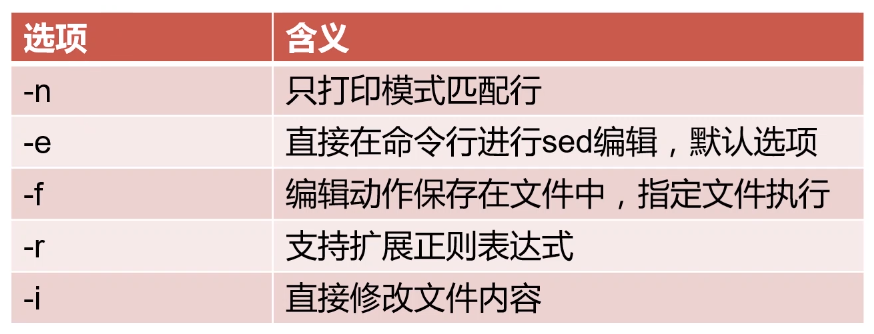 选项 含义
-n 只打印模式匹配行
-e 直接在命令行进行sed编辑，默认选项
-f 编辑动作保存在文件中，指定文件执行
-r 支持扩展正则表达式
-i 直接修改文件内容